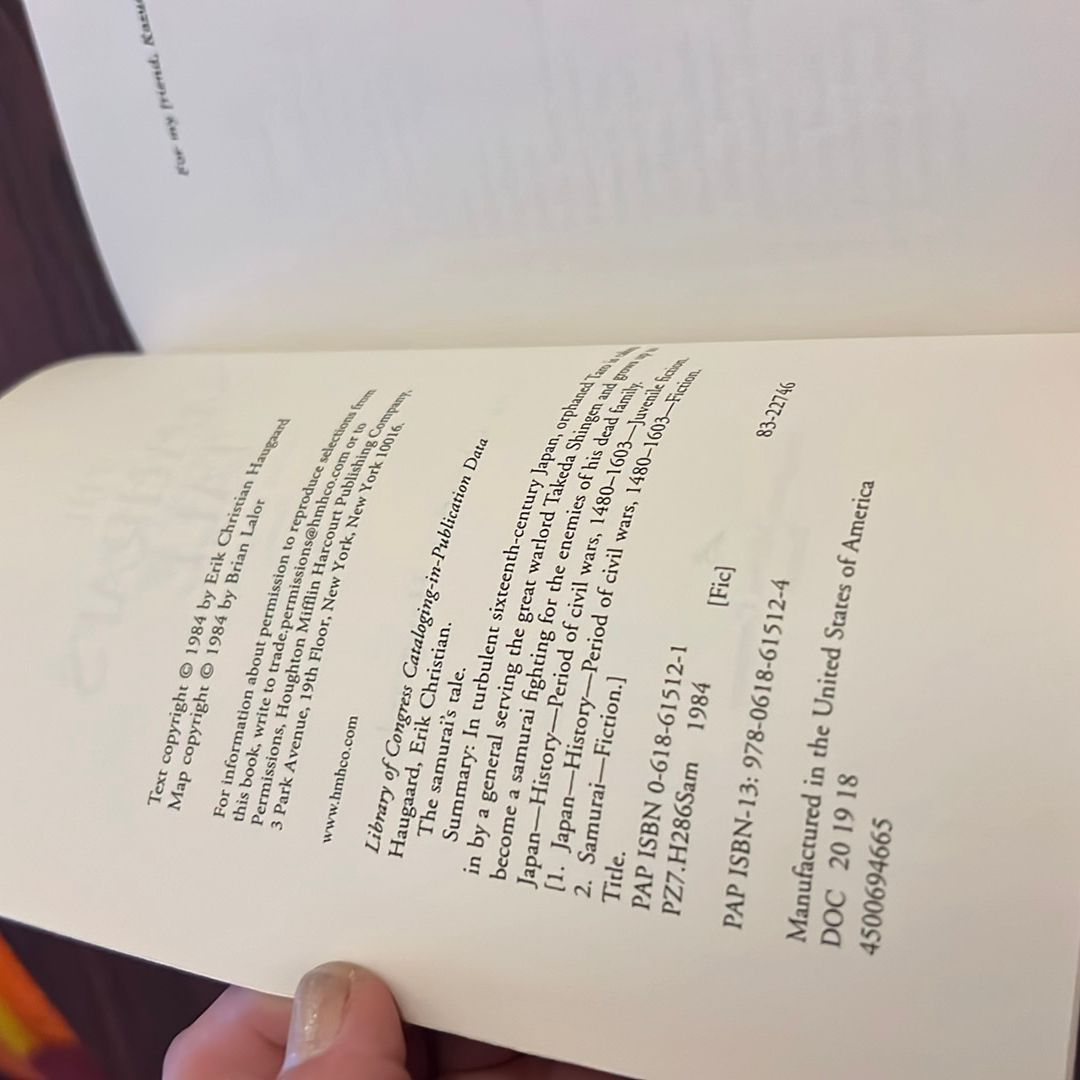 For my friend, 
Text copyright © 1984 by Erik Christian Haugaard
Map copyright © 1984 by Brian Lalor
For information about permission to reproduce selections from
this book, write to trade.permissions@hmhco.com or to
Permissions, Houghton Mifflin Harcourt Publishing Company,
3 Park Avenue, 19th Floor, New York, New York 10016.
www.hmhco.com
Library of Congress Cataloging-in-Publication Data
Haugaard, Erik Christian.
The samurai's tale.
Summary: In turbulent sixteenth-century Japan, orphaned Taro is taken
in by a general serving the great warlord Takeda Shingen and grows up to
become a samurai fighting for the enemies of his dead family.
Japan—History—Period of civil wars, 1480–1603—Juvenile fiction.
[1. Japan—History—Period of civil wars, 1480–1603—Fiction.
2. Samurai—Fiction.]
Title.
PAP ISBN 0-618-61512-1
PZ7.H286Sam 1984 [Fic] 83-22746
PAP ISBN-13: 978-0618-61512-4
Manufactured in the United States of America
DOC 20 19 18
4500694665